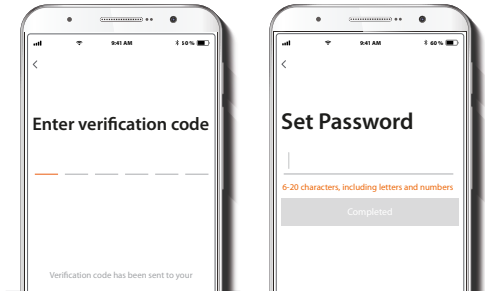 9:41 AM
50%
<
Enter verification code
Verification code has been sent to your
9:41 AM
60%
<
Set Password
6-20 characters, including letters and numbers
Completed